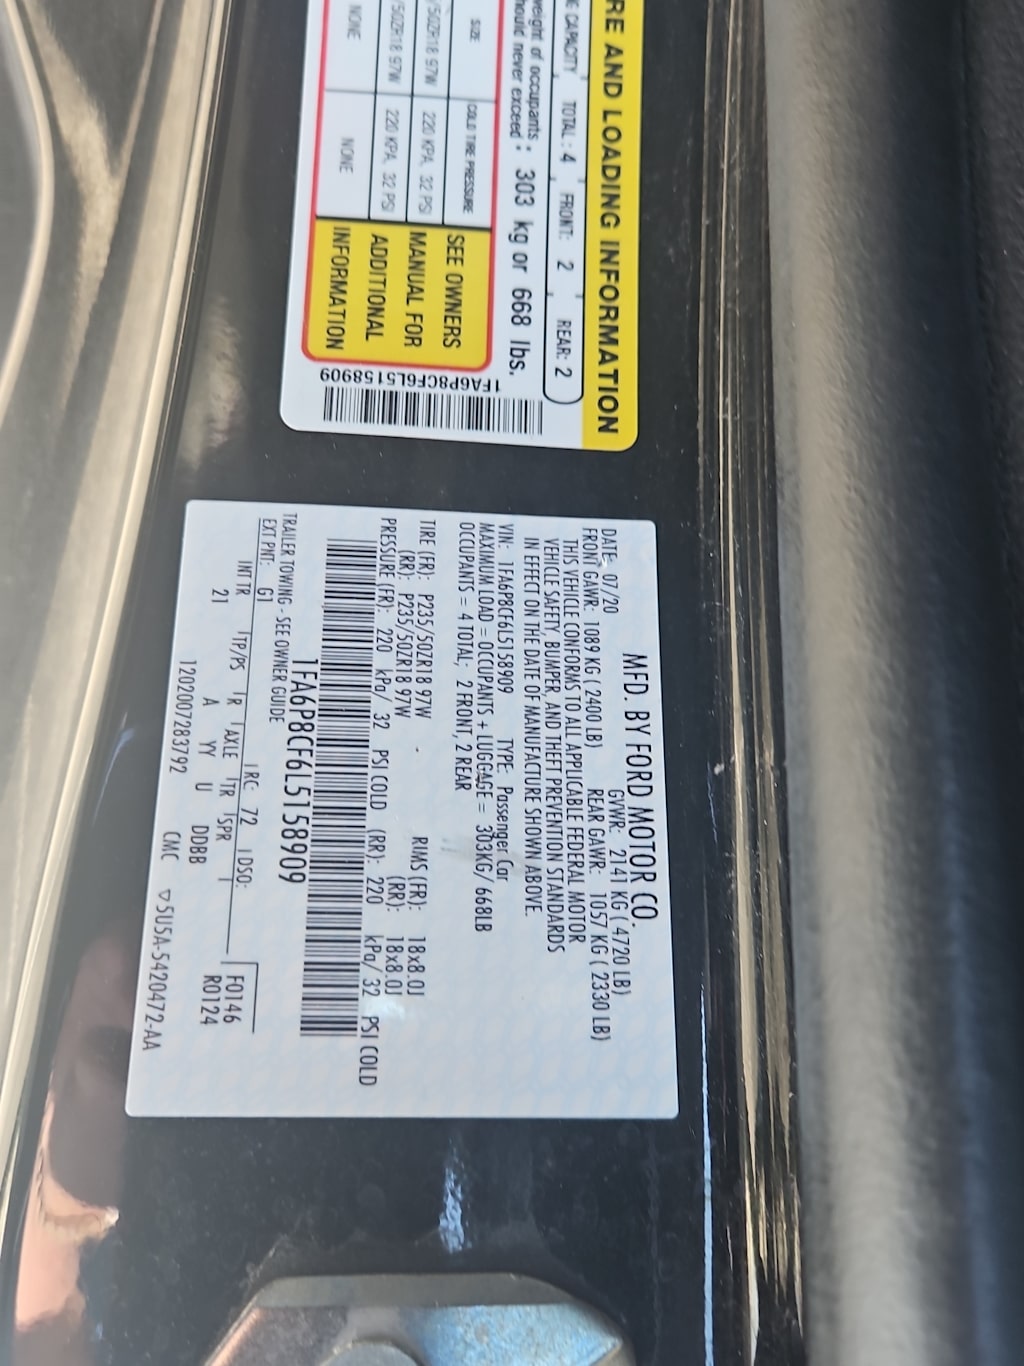 RE AND LOADING INFORMATION
CAPACITY TOTAL: 4 FRONT: 2 REAR: 2
weight of occupants
hould never exceed 303 kg or 668 lbs.
SIZE COLD TIRE PRESSURE
/50ZR18 97W 220 KPA, 32 PSI
/50ZR18 97W 220 KPA, 32 PSI
NONE NONE
SEE OWNERS
MANUAL FOR
ADDITIONAL
INFORMATION
1FA6P8CF6L5158909
MFD. BY FORD MOTOR CO.
DATE: 07/20 GVWR: 2141 KG ( 4720 LB)
FRONT GAWR: 1089 KG ( 2400 LB) REAR GAWR: 1057 KG ( 2330 LB)
THIS VEHICLE CONFORMS TO ALL APPLICABLE FEDERAL MOTOR
VEHICLE SAFETY, BUMPER, AND THEFT PREVENTION STANDARDS
IN EFFECT ON THE DATE OF MANUFACTURE SHOWN ABOVE.
VIN: 1FA6P8CF6L5158909 TYPE: Passenger Car
MAXIMUM LOAD = OCCUPANTS + LUGGAGE = 303KG/ 668LB
OCCUPANTS = 4 TOTAL; 2 FRONT, 2 REAR
TIRE (FR): P235/50ZR18 97W RIMS (FR): 18x8.0J
(RR): P235/50ZR18 97W (RR): 18x8.0J
PRESSURE (FR): 220 kPa/ 32 PSI COLD (RR): 220 kPa/ 32 PSI COLD
1FA6P8CF6L5158909
TRAILER TOWING - SEE OWNER GUIDE
EXT PNT: G1 RC: 72 DSO: F0146
INT TR TP/PS R AXLE TR SPR R0124
21 A YY U DDBB
1202007283792 CMC ▽5U5A-5420472-AA